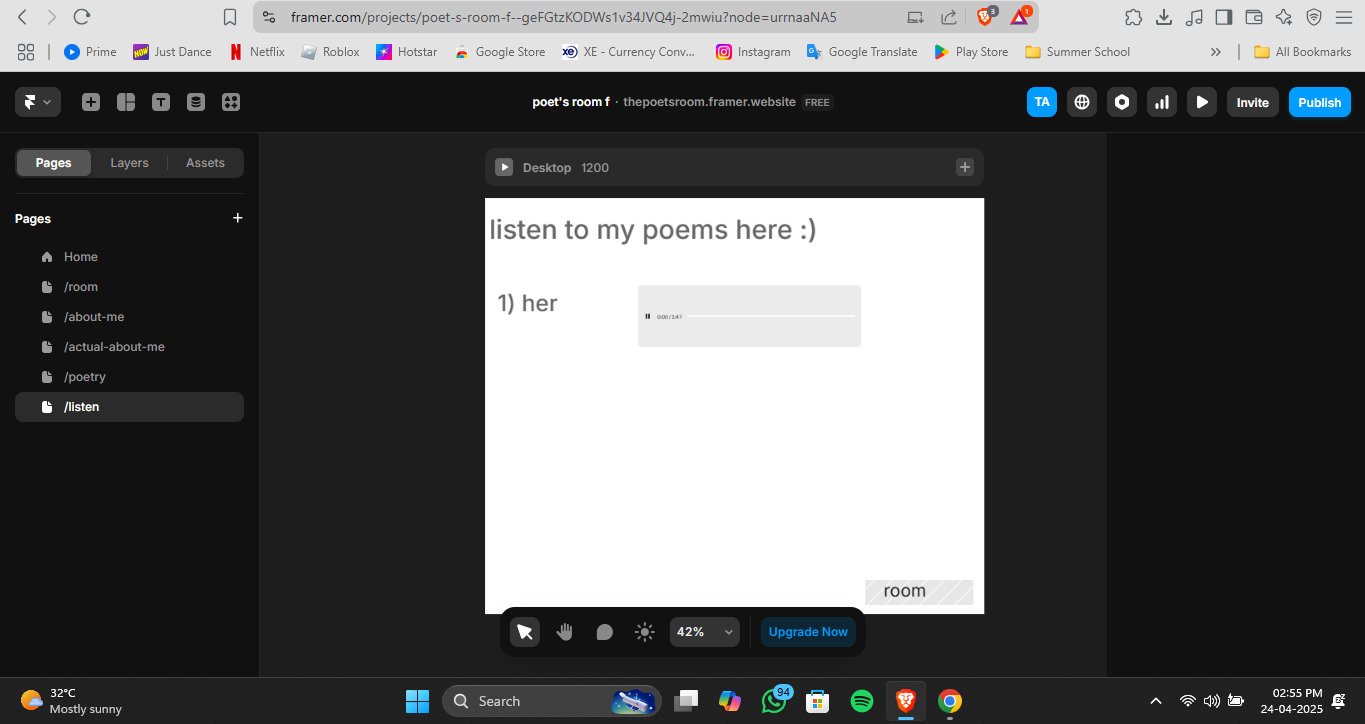 framer.com/projects/poet-s-room-f--geFGtzKODWs1v34JVQ4j-2mwiu?node=urrnaaNA5
3
1
Prime
Just Dance
Netflix
Roblox
Hotstar
Google Store
XE - Currency Conv...
Instagram
Google Translate
Play Store
Summer School
All Bookmarks
poet's room f · thepoetsroom.framer.website FREE
TA
Invite
Publish
Pages
Layers
Assets
Desktop 1200
Pages
Home
/room
/about-me
/actual-about-me
/poetry
/listen
listen to my poems here :)
1) her
0:00 / 3:47
room
42%
Upgrade Now
32°C
Mostly sunny
Search
94
02:55 PM
24-04-2025